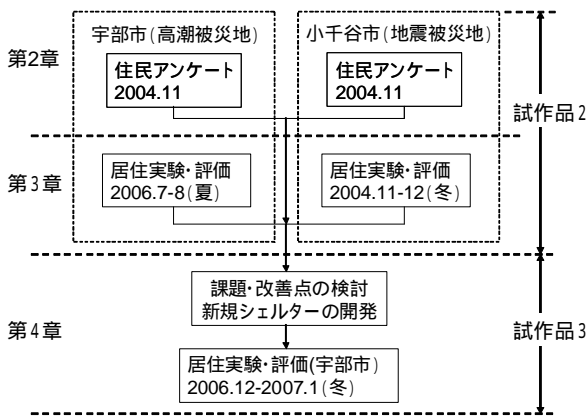 宇部市(高潮被災地)
小千谷市(地震被災地)
第2章
住民アンケート
2004.11
住民アンケート
2004.11
試作品2
第3章
居住実験・評価
2006.7-8(夏)
居住実験・評価
2004.11-12(冬)
課題・改善点の検討
新規シェルターの開発
第4章
試作品3
居住実験・評価(宇部市)
2006.12-2007.1(冬)